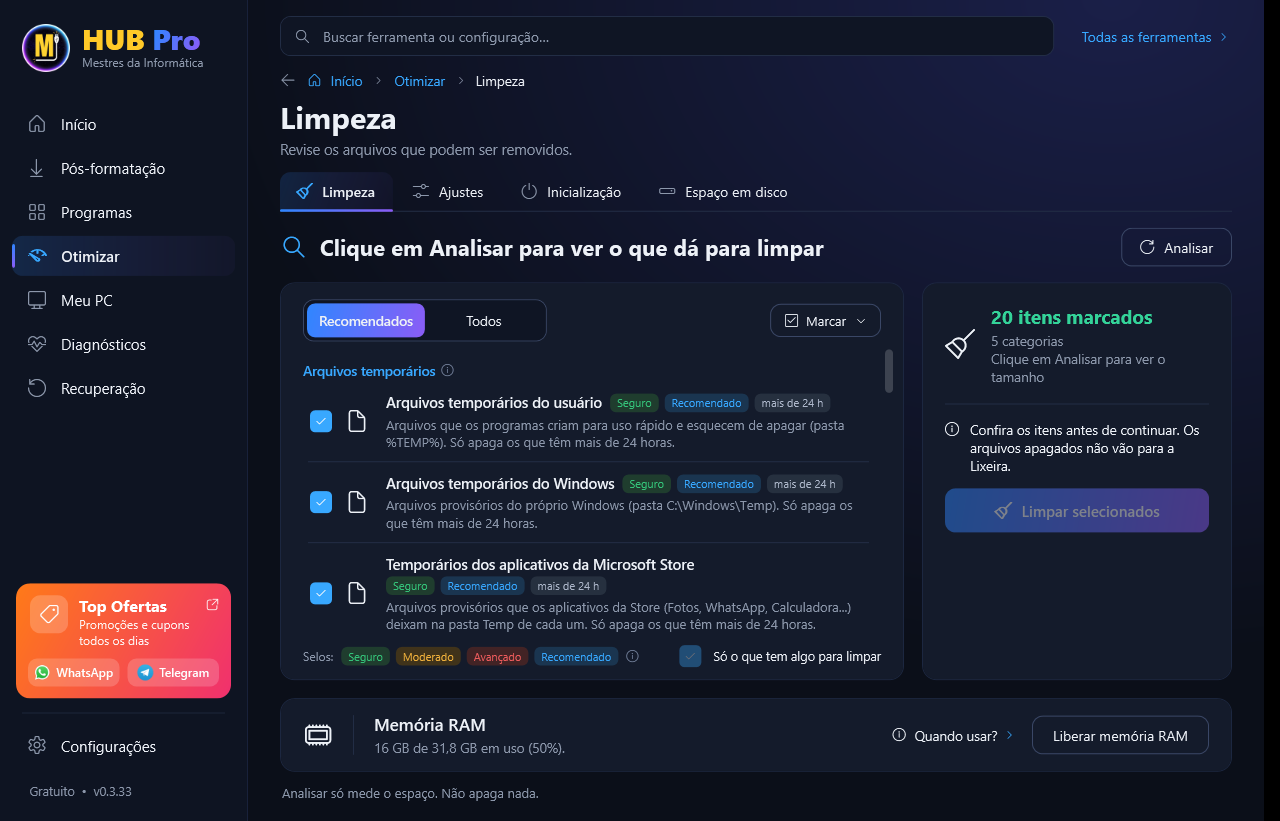 HUB Pro
Mestres da Informática
Início
Pós-formatação
Programas
Otimizar
Meu PC
Diagnósticos
Recuperação
Top Ofertas
Promoções e cupons
todos os dias
WhatsApp
Telegram
Configurações
Gratuito • v0.3.33
Buscar ferramenta ou configuração...
Todas as ferramentas
Início
Otimizar
Limpeza
Limpeza
Revise os arquivos que podem ser removidos.
Limpeza
Ajustes
Inicialização
Espaço em disco
Clique em Analisar para ver o que dá para limpar
Analisar
Recomendados
Todos
Marcar
Arquivos temporários
Arquivos temporários do usuário Seguro Recomendado mais de 24 h
Arquivos que os programas criam para uso rápido e esquecem de apagar (pasta
%TEMP%). Só apaga os que têm mais de 24 horas.
Arquivos temporários do Windows Seguro Recomendado mais de 24 h
Arquivos provisórios do próprio Windows (pasta C:\Windows\Temp). Só apaga os
que têm mais de 24 horas.
Temporários dos aplicativos da Microsoft Store
Seguro Recomendado mais de 24 h
Arquivos provisórios que os aplicativos da Store (Fotos, WhatsApp, Calculadora...)
deixam na pasta Temp de cada um. Só apaga os que têm mais de 24 horas.
Selos: Seguro Moderado Avançado Recomendado
Só o que tem algo para limpar
20 itens marcados
5 categorias
Clique em Analisar para ver o
tamanho
Confira os itens antes de continuar. Os
arquivos apagados não vão para a
Lixeira.
Limpar selecionados
Memória RAM
16 GB de 31,8 GB em uso (50%).
Quando usar?
Liberar memória RAM
Analisar só mede o espaço. Não apaga nada.